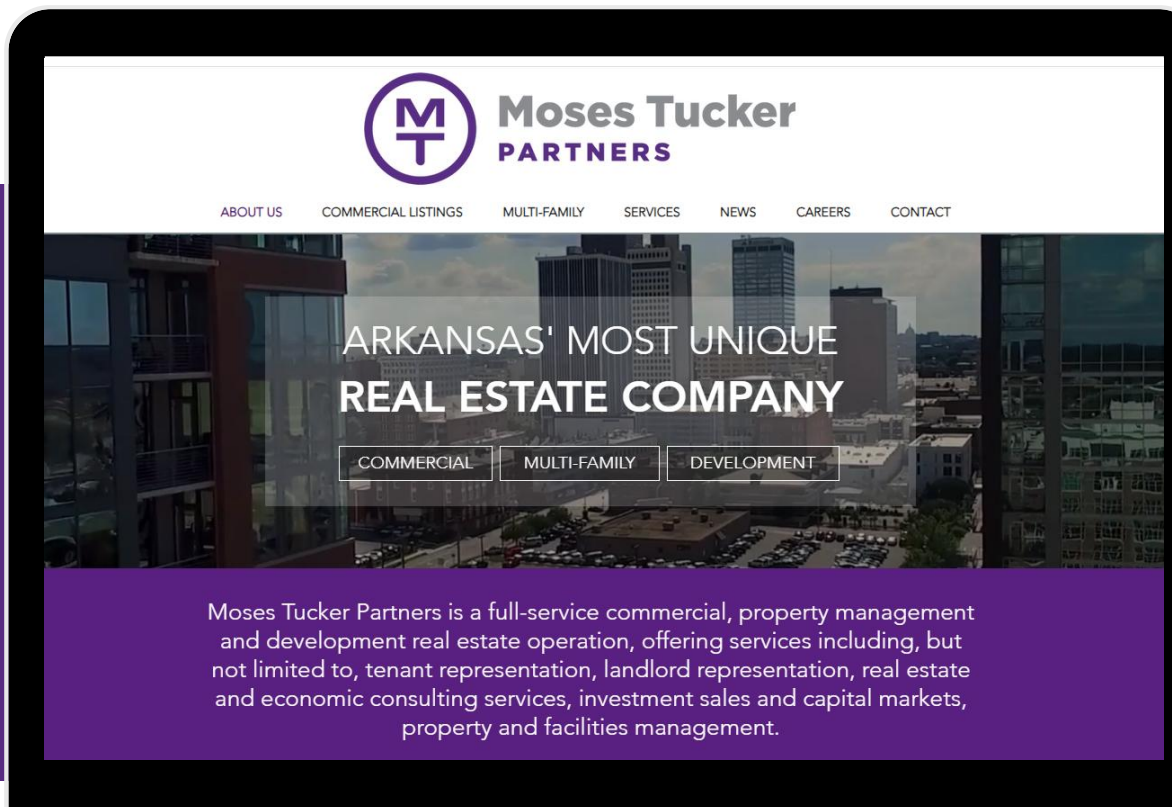 MT
Moses Tucker
PARTNERS
ABOUT US COMMERCIAL LISTINGS MULTI-FAMILY SERVICES NEWS CAREERS CONTACT
ARKANSAS' MOST UNIQUE
REAL ESTATE COMPANY
COMMERCIAL MULTI-FAMILY DEVELOPMENT
Moses Tucker Partners is a full-service commercial, property management
and development real estate operation, offering services including, but
not limited to, tenant representation, landlord representation, real estate
and economic consulting services, investment sales and capital markets,
property and facilities management.